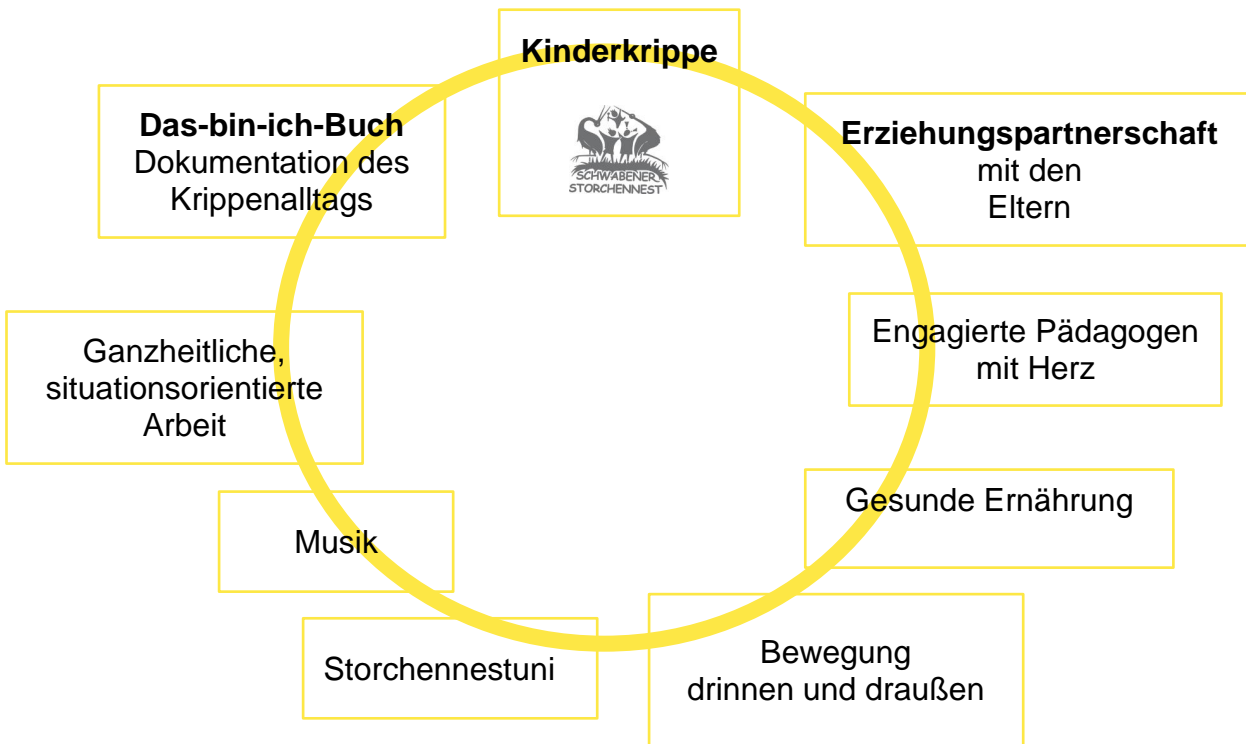 Kinderkrippe
SCHWABENER
STORCHENNEST
Erziehungspartnerschaft
mit den
Eltern
Engagierte Pädagogen
mit Herz
Gesunde Ernährung
Bewegung
drinnen und draußen
Storchennestuni
Musik
Ganzheitliche,
situationsorientierte
Arbeit
Das-bin-ich-Buch
Dokumentation des
Krippenalltags